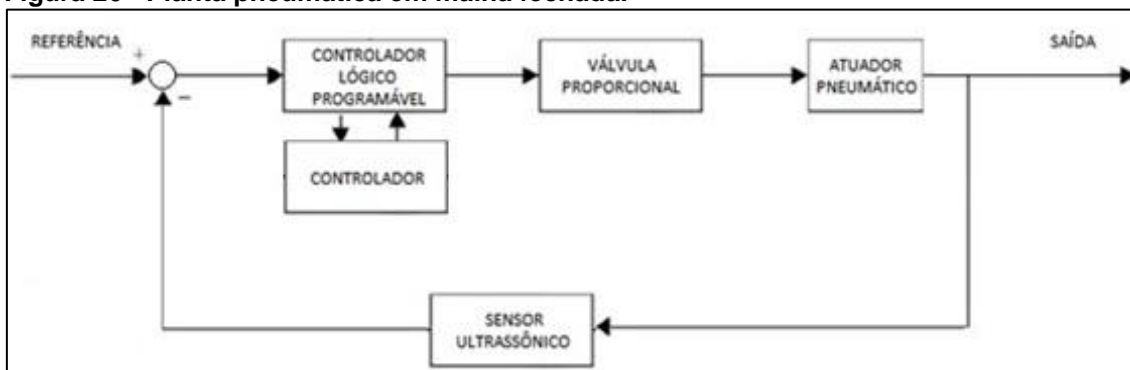 Figura 20 - Planta pneumática em malha fechada.
REFERÊNCIA
+
−
CONTROLADOR
LÓGICO
PROGRAMÁVEL
CONTROLADOR
VÁLVULA
PROPORCIONAL
ATUADOR
PNEUMÁTICO
SAÍDA
SENSOR
ULTRASSÔNICO